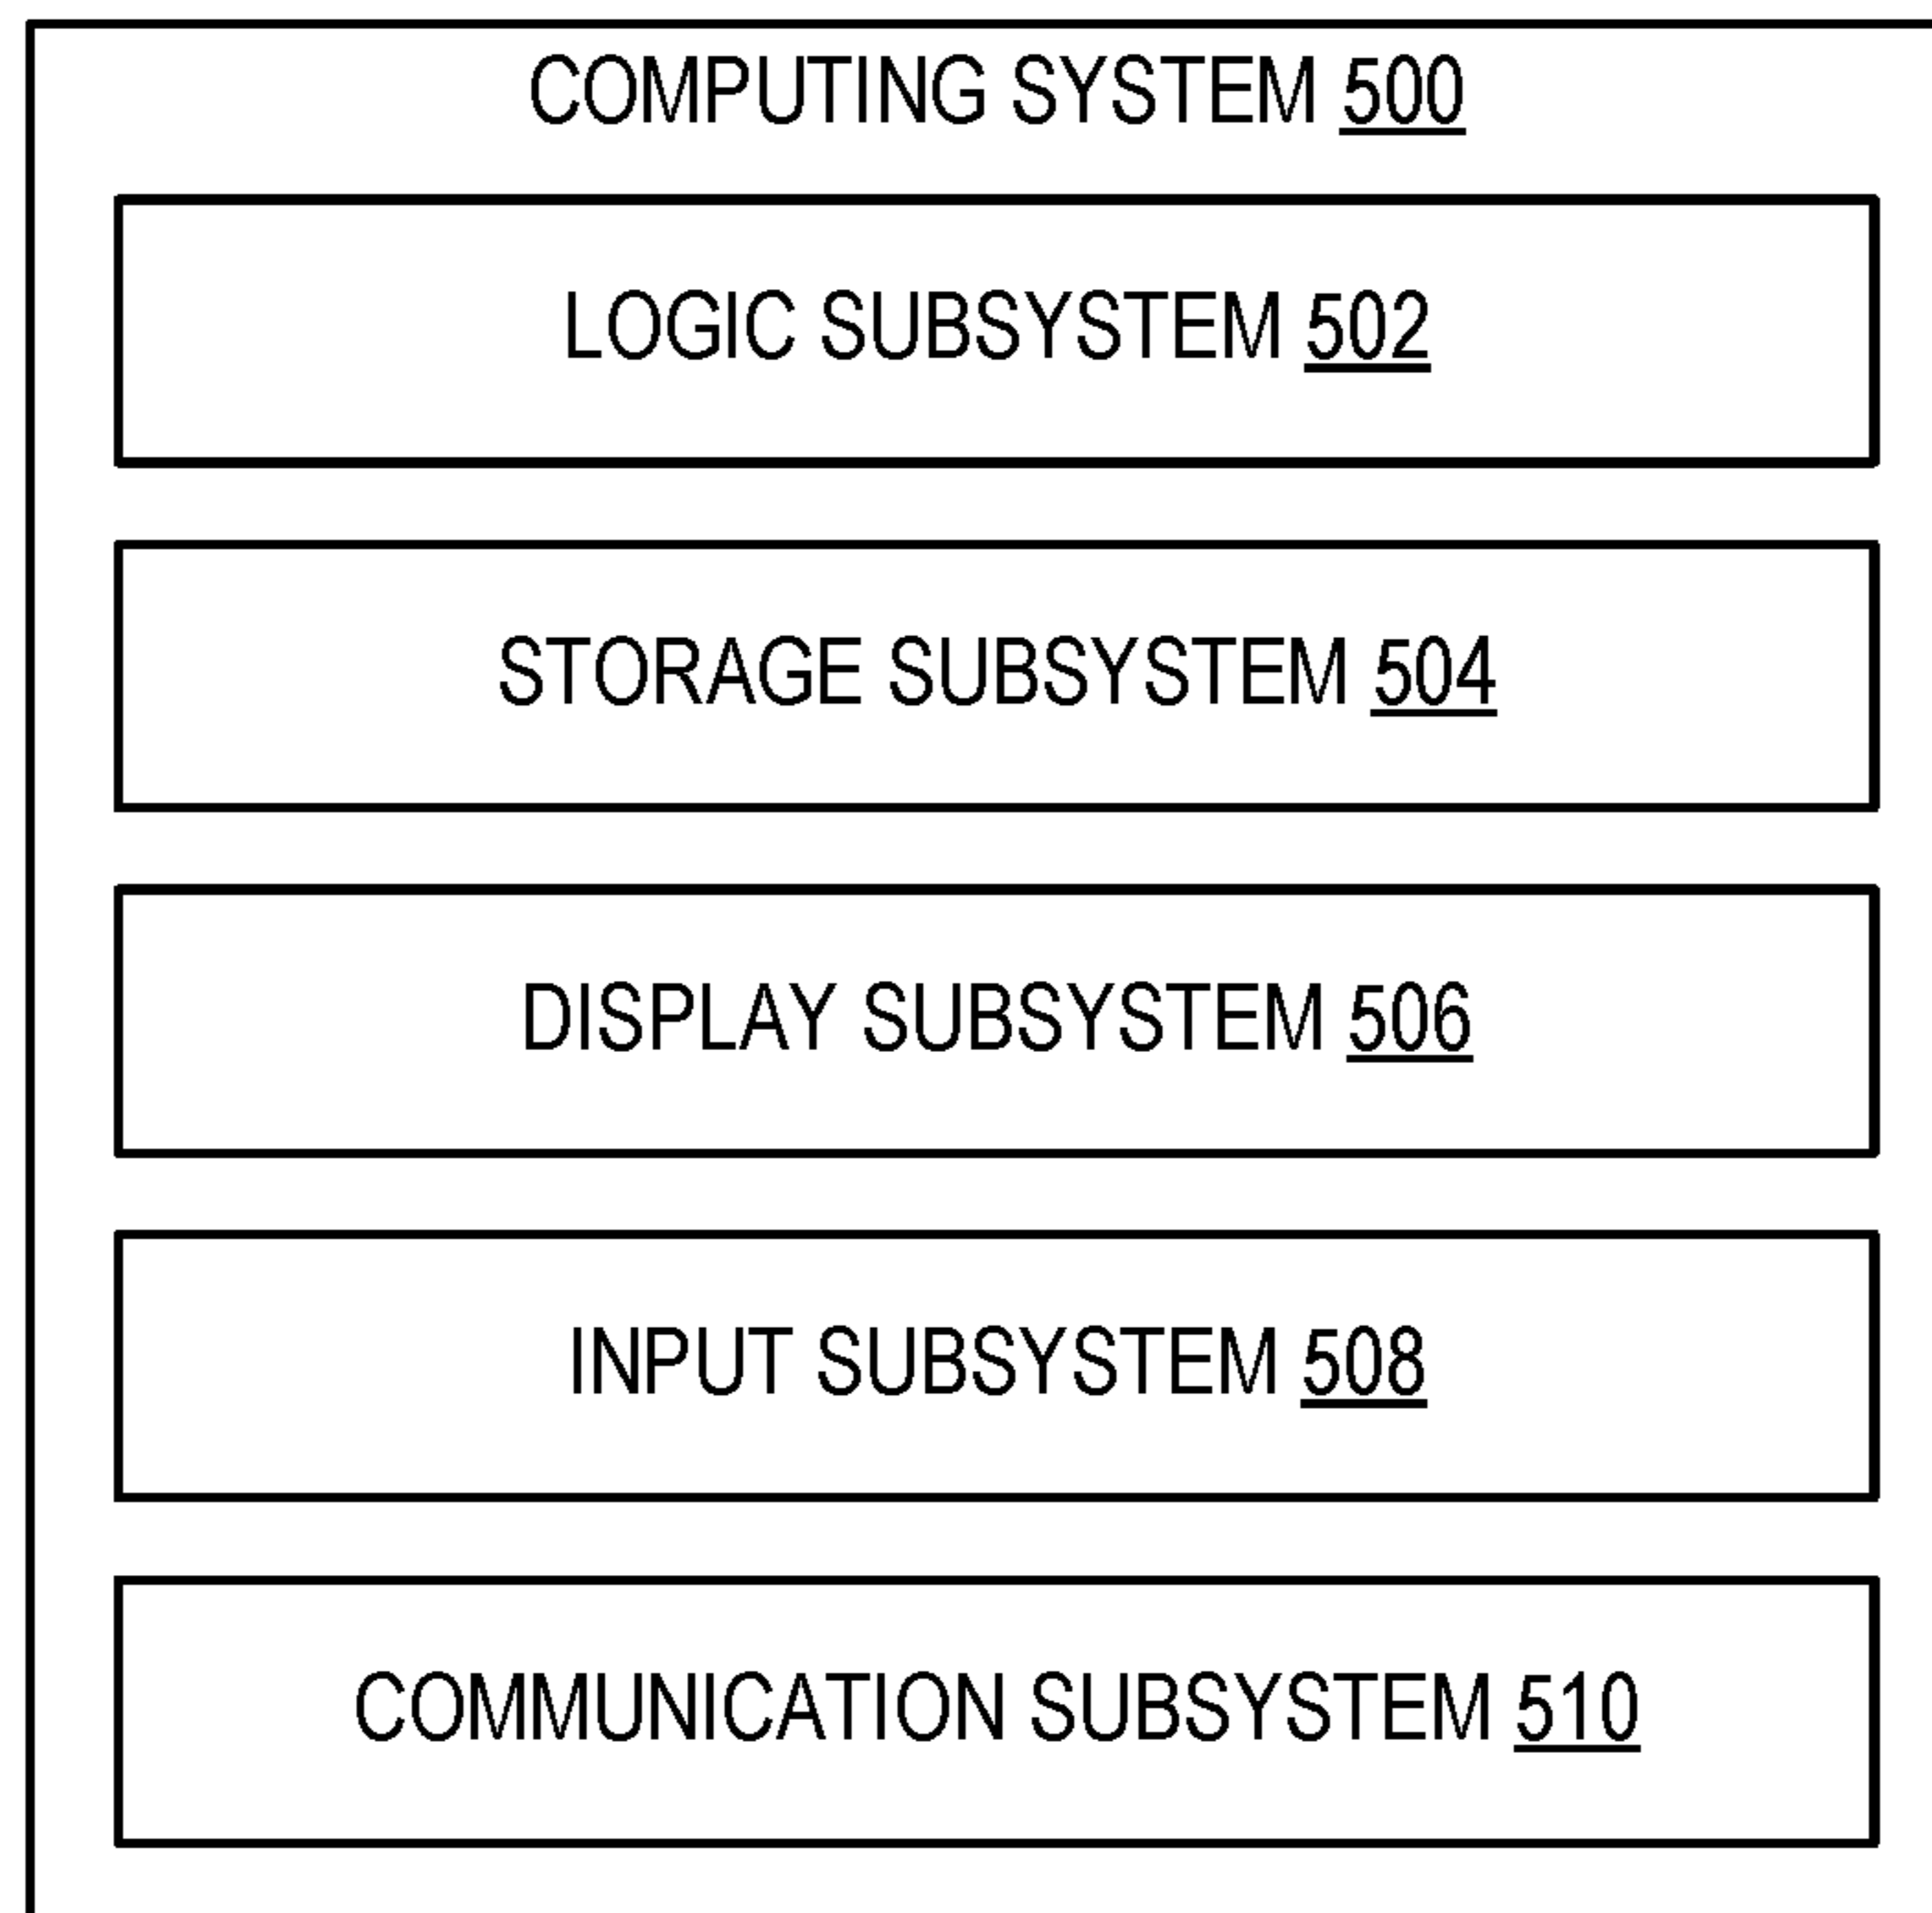 COMPUTING SYSTEM 500
LOGIC SUBSYSTEM 502
STORAGE SUBSYSTEM 504
DISPLAY SUBSYSTEM 506
INPUT SUBSYSTEM 508
COMMUNICATION SUBSYSTEM 510